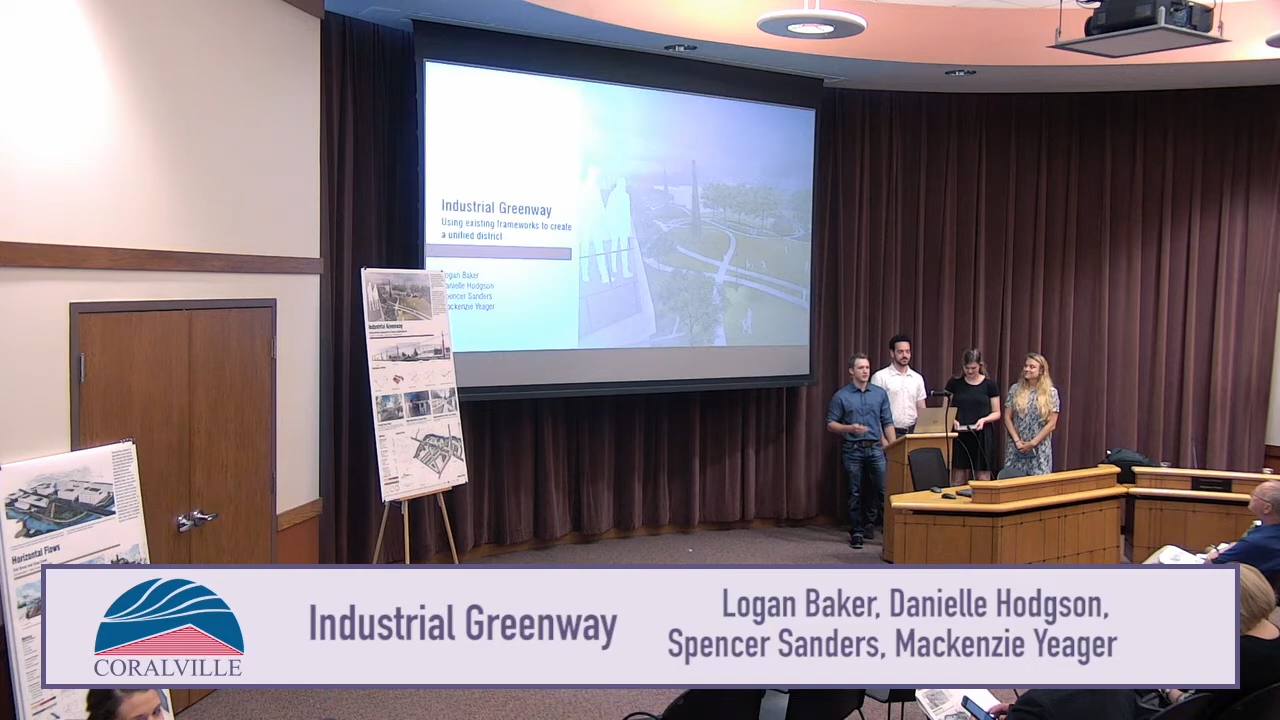 Industrial Greenway
Using existing frameworks to create
a unified district
Logan Baker
Danielle Hodgson
Spencer Sanders
Mackenzie Yeager
Industrial Greenway
Horizontal Flows
CORALVILLE
Industrial Greenway
Logan Baker, Danielle Hodgson,
Spencer Sanders, Mackenzie Yeager